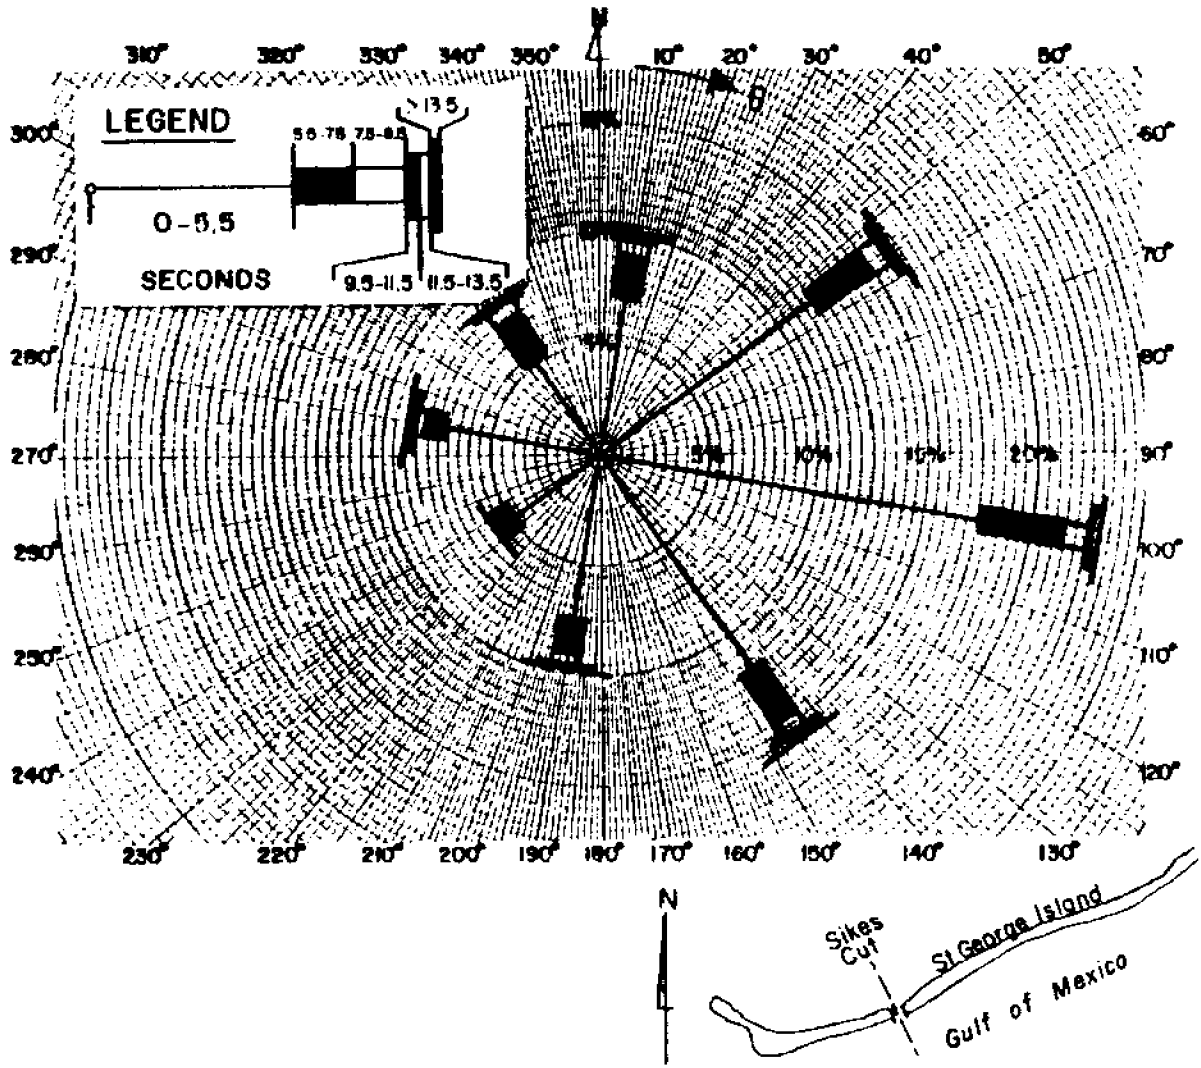 N
310° 320° 330° 340° 350° 10° 20° 30° 40° 50°
θ
LEGEND
> 13.5
5.5-7.5 7.5-9.5
0-5.5
SECONDS
9.5-11.5 11.5-13.5
300° 60°
290° 70°
280° 80°
270° 5% 10% 15% 20% 90°
260° 100°
250° 110°
240° 120°
230° 220° 210° 200° 190° 180° 170° 160° 150° 140° 130°
N
Sikes
Cut
St George Island
Gulf of Mexico